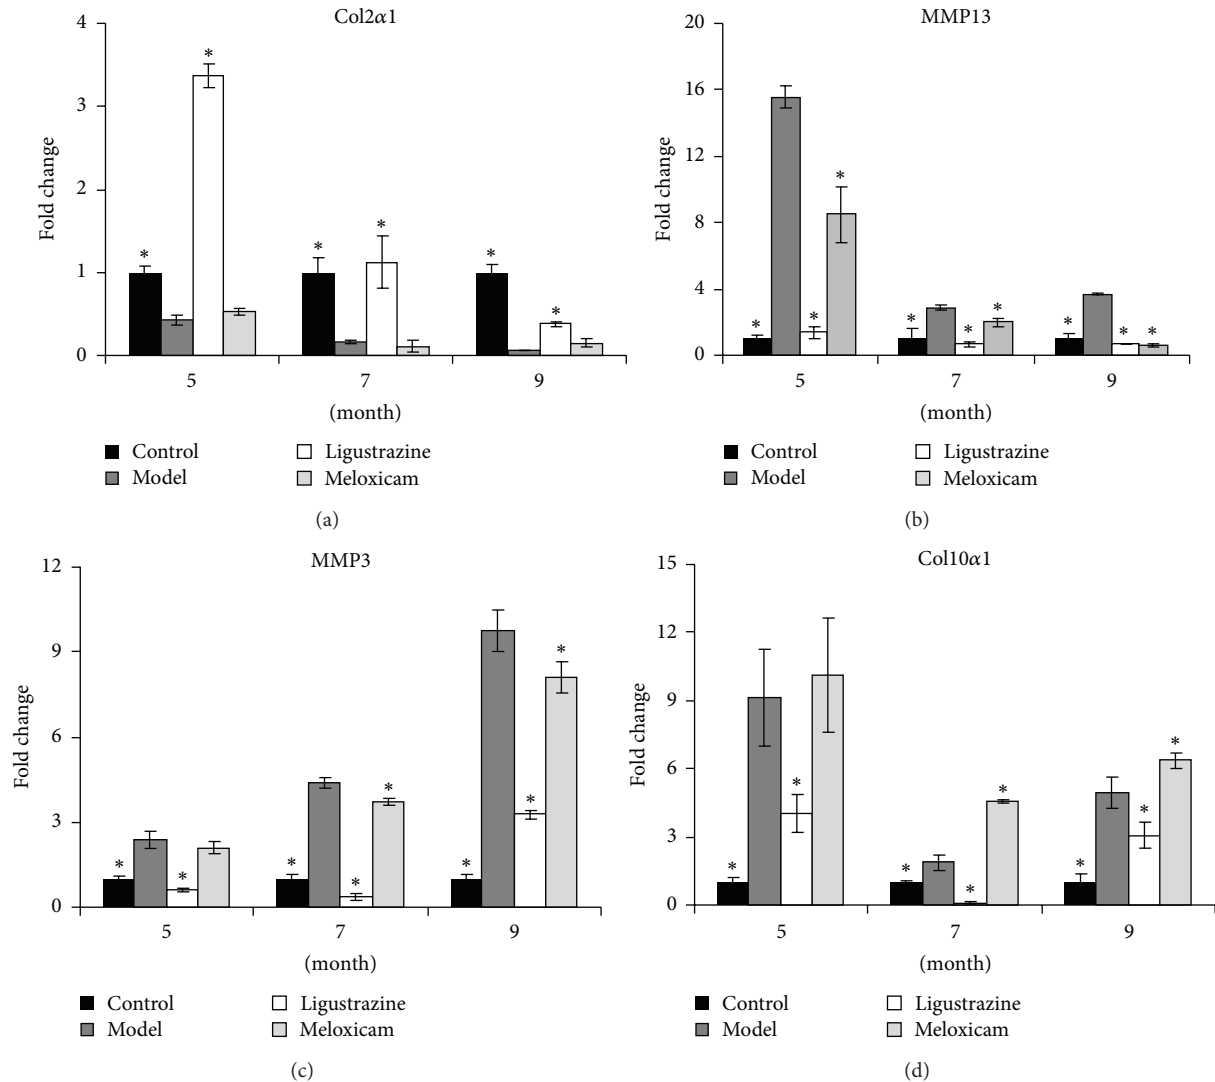 Col2α1
4
3
2
1
0
Fold change
*
*
*
*
*
*
5 7 9
(month)
Control Ligustrazine
Model Meloxicam
(a)
MMP13
20
16
12
8
4
0
Fold change
*
*
*
*
*
*
*
*
*
5 7 9
(month)
Control Ligustrazine
Model Meloxicam
(b)
MMP3
12
9
6
3
0
Fold change
*
*
*
*
*
*
*
*
5 7 9
(month)
Control Ligustrazine
Model Meloxicam
(c)
Col10α1
15
12
9
6
3
0
Fold change
*
*
*
*
*
*
*
*
5 7 9
(month)
Control Ligustrazine
Model Meloxicam
(d)